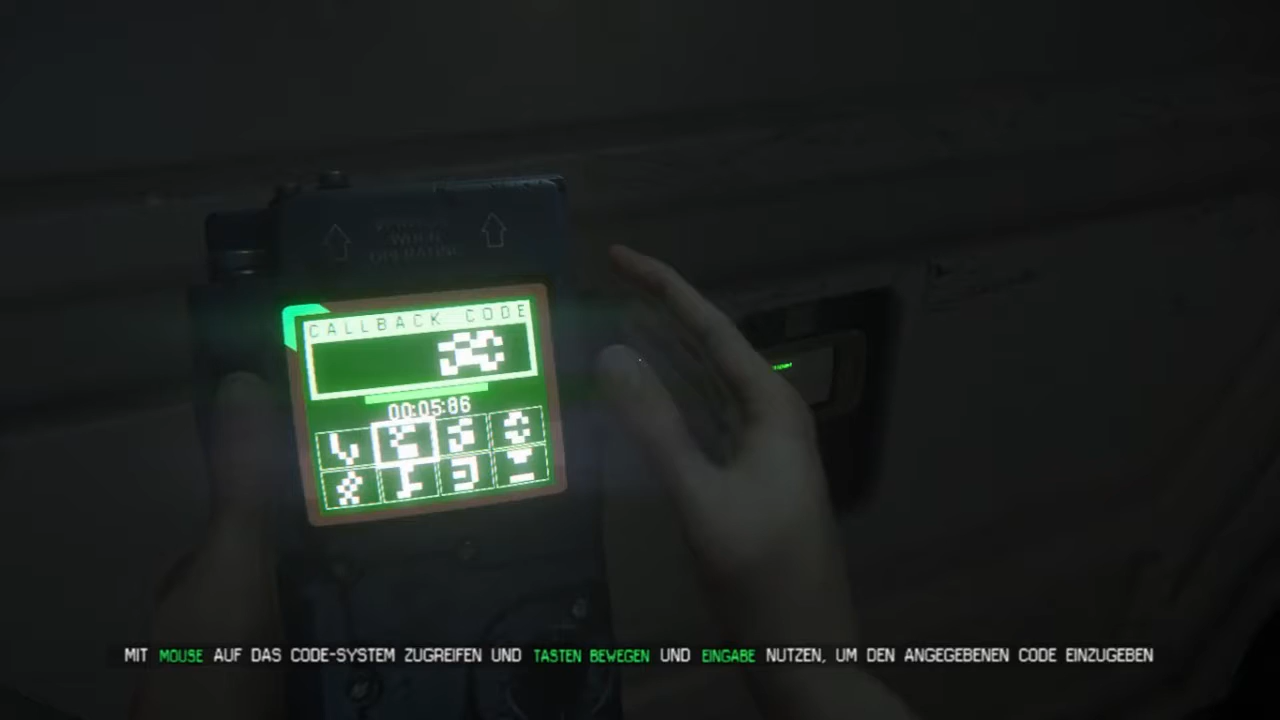 CALLBACK CODE
00:05:86
MIT MOUSE AUF DAS CODE-SYSTEM ZUGREIFEN UND TASTEN BEWEGEN UND EINGABE NUTZEN, UM DEN ANGEGEBENEN CODE EINZUGEBEN